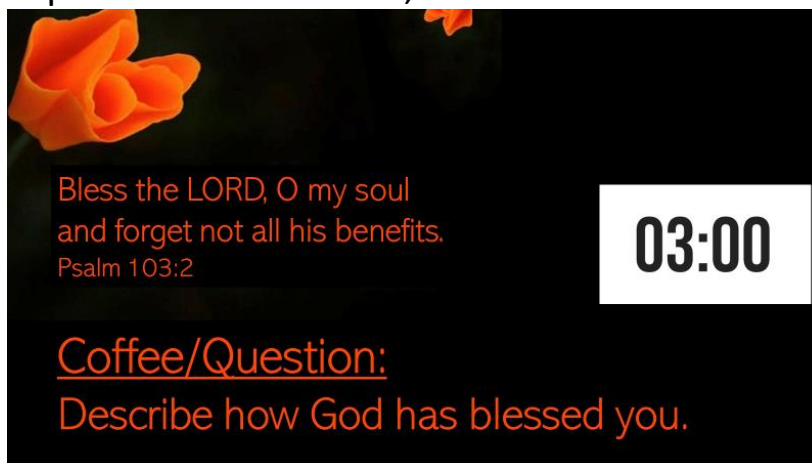 Bless the LORD, O my soul
and forget not all his benefits.
Psalm 103:2
03:00
Coffee/Question:
Describe how God has blessed you.